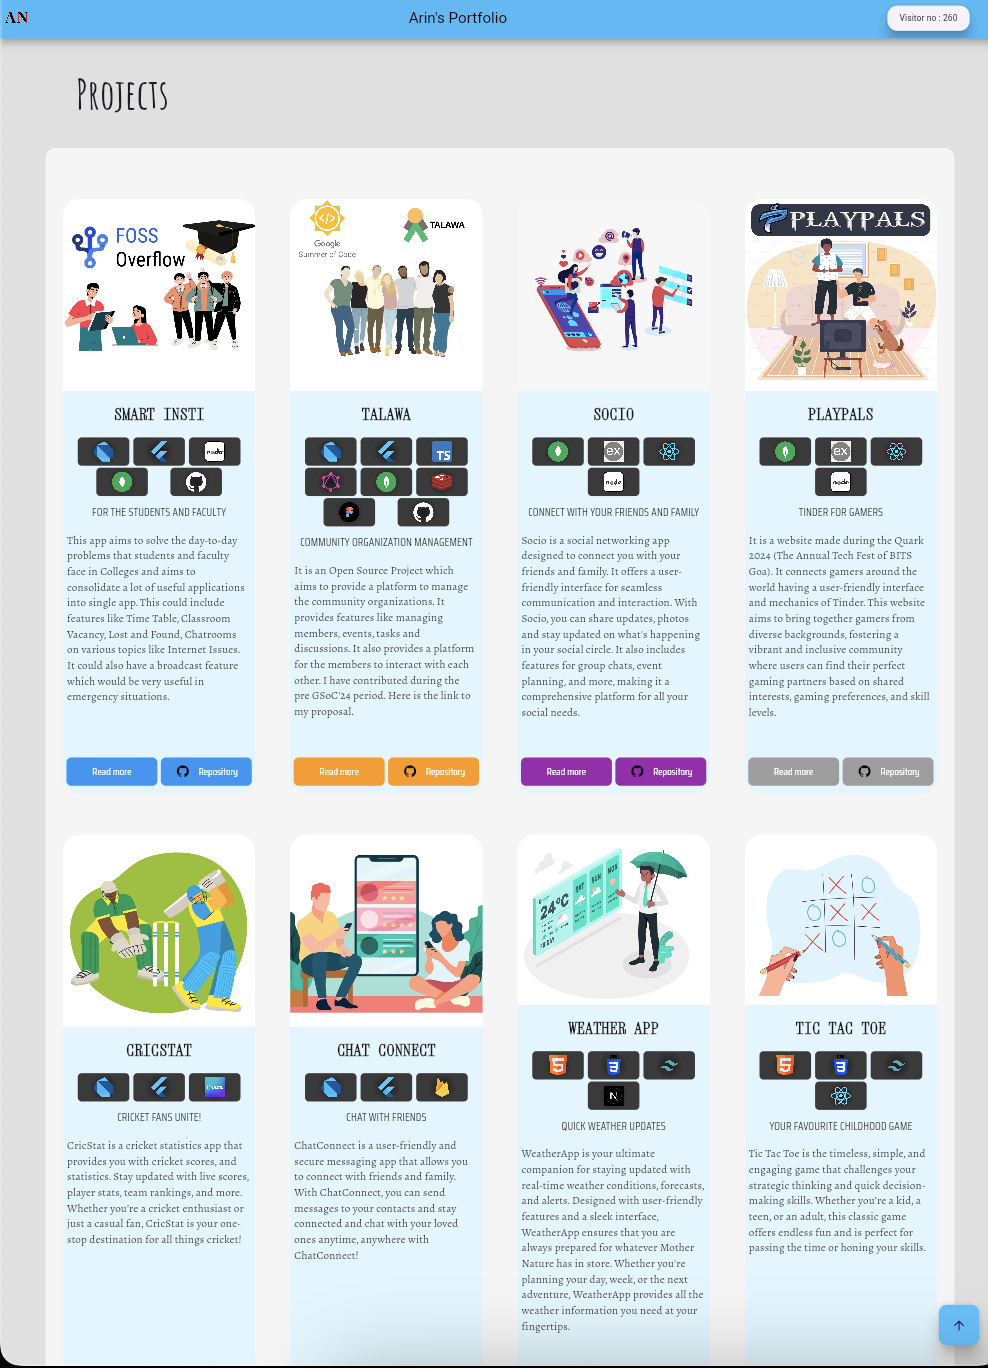 AN
Arin's Portfolio
Visitor no : 260
Projects
FOSS
Overflow
SMART INSTI
node
FOR THE STUDENTS AND FACULTY
This app aims to solve the day-to-day
problems that students and faculty
face in Colleges and aims to
consolidate a lot of useful applications
into single app. This could include
features like Time Table, Classroom
Vacancy, Lost and Found, Chatrooms
on various topics like Internet Issues.
It could also have a broadcast feature
which would be very useful in
emergency situations.
Read more
Repository
Google
Summer of Code
TALAWA
TALAWA
TS
COMMUNITY ORGANIZATION MANAGEMENT
It is an Open Source Project which
aims to provide a platform to manage
the community organizations. It
provides features like managing
members, events, tasks and
discussions. It also provides a platform
for the members to interact with each
other. I have contributed during the
pre GSoC'24 period. Here is the link to
my proposal.
Read more
Repository
SOCIO
ex
node
CONNECT WITH YOUR FRIENDS AND FAMILY
Socio is a social networking app
designed to connect you with your
friends and family. It offers a user-
friendly interface for seamless
communication and interaction. With
Socio, you can share updates, photos
and stay updated on what's happening
in your social circle. It also includes
features for group chats, event
planning, and more, making it a
comprehensive platform for all your
social needs.
Read more
Repository
PLAYPALS
PLAYPALS
ex
node
TINDER FOR GAMERS
It is a website made during the Quark
2024 (The Annual Tech Fest of BITS
Goa). It connects gamers around the
world having a user-friendly interface
and mechanics of Tinder. This website
aims to bring together gamers from
diverse backgrounds, fostering a
vibrant and inclusive community
where users can find their perfect
gaming partners based on shared
interests, gaming preferences, and skill
levels.
Read more
Repository
CRICSTAT
Canva
CRICKET FANS UNITE!
CricStat is a cricket statistics app that
provides you with cricket scores, and
statistics. Stay updated with live scores,
player stats, team rankings, and more.
Whether you're a cricket enthusiast or
just a casual fan, CricStat is your one-
stop destination for all things cricket!
CHAT CONNECT
CHAT WITH FRIENDS
ChatConnect is a user-friendly and
secure messaging app that allows you
to connect with friends and family.
With ChatConnect, you can send
messages to your contacts and stay
connected and chat with your loved
ones anytime, anywhere with
ChatConnect!
24°C
FRIDAY
SAT
SUN
MON
WEATHER APP
5
3
N
QUICK WEATHER UPDATES
WeatherApp is your ultimate
companion for staying updated with
real-time weather conditions, forecasts,
and alerts. Designed with user-friendly
features and a sleek interface,
WeatherApp ensures that you are
always prepared for whatever Mother
Nature has in store. Whether you're
planning your day, week, or the next
adventure, WeatherApp provides all the
weather information you need at your
fingertips.
TIC TAC TOE
5
3
YOUR FAVOURITE CHILDHOOD GAME
Tic Tac Toe is the timeless, simple, and
engaging game that challenges your
strategic thinking and quick decision-
making skills. Whether you're a kid, a
teen, or an adult, this classic game
offers endless fun and is perfect for
passing the time or honing your skills.